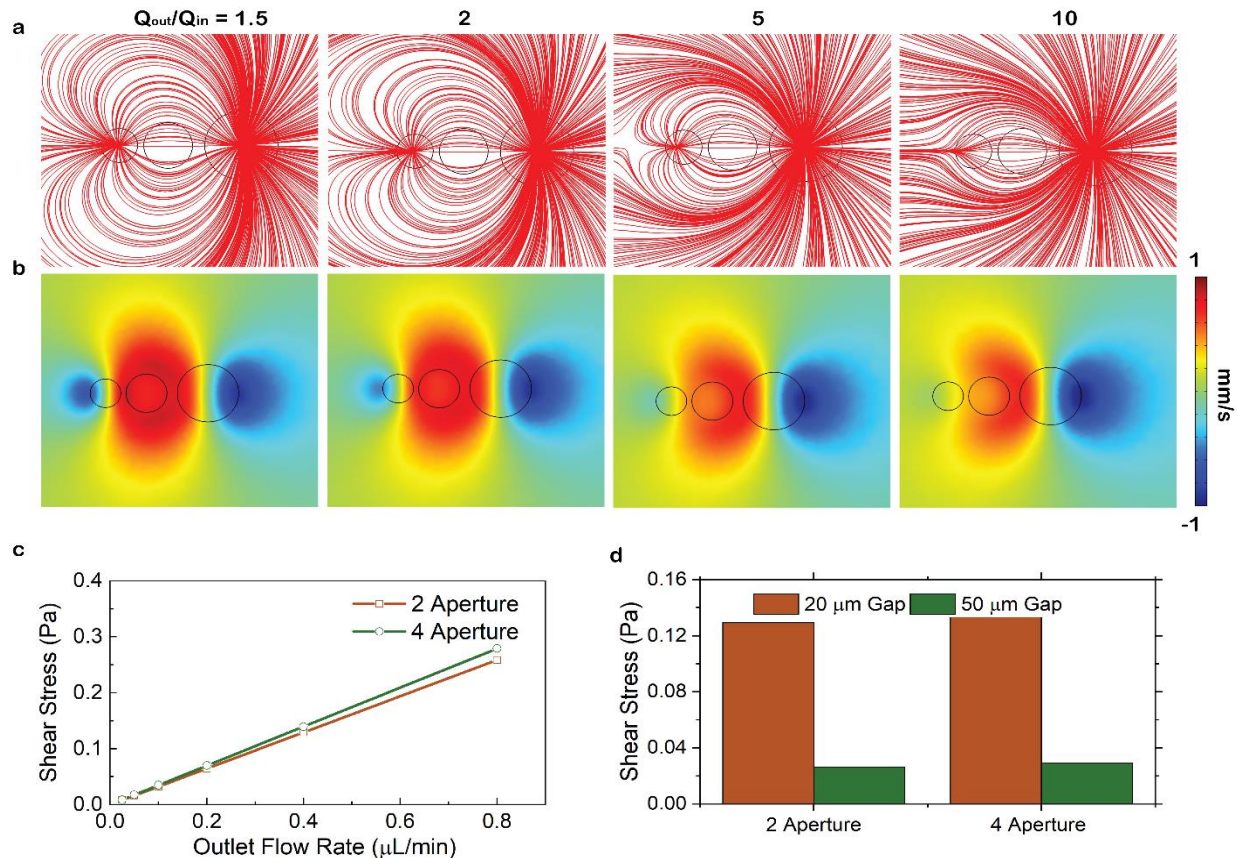 a
Q_out/Q_in = 1.5 2 5 10
b
1
mm/s
-1
c
Shear Stress (Pa)
0.4
0.3
0.2
0.1
0.0
2 Aperture
4 Aperture
0.0 0.2 0.4 0.6 0.8
Outlet Flow Rate (μL/min)
d
Shear Stress (Pa)
0.16
0.12
0.08
0.04
0.00
20 μm Gap 50 μm Gap
2 Aperture 4 Aperture